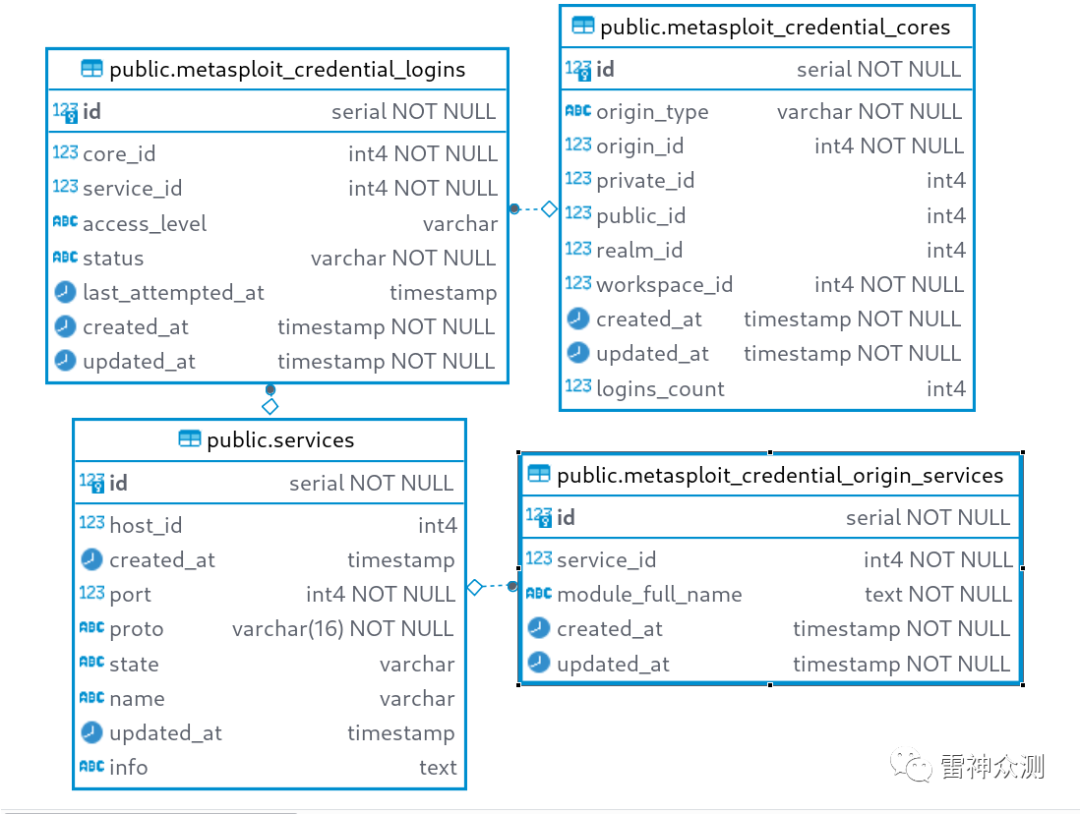 public.metasploit_credential_logins
123 id serial NOT NULL
123 core_id int4 NOT NULL
123 service_id int4 NOT NULL
ABC access_level varchar
ABC status varchar NOT NULL
last_attempted_at timestamp
created_at timestamp NOT NULL
updated_at timestamp NOT NULL
public.metasploit_credential_cores
123 id serial NOT NULL
ABC origin_type varchar NOT NULL
123 origin_id int4 NOT NULL
123 private_id int4
123 public_id int4
123 realm_id int4
123 workspace_id int4 NOT NULL
created_at timestamp NOT NULL
updated_at timestamp NOT NULL
123 logins_count int4
public.services
123 id serial NOT NULL
123 host_id int4
created_at timestamp
123 port int4 NOT NULL
ABC proto varchar(16) NOT NULL
ABC state varchar
ABC name varchar
updated_at timestamp
ABC info text
public.metasploit_credential_origin_services
123 id serial NOT NULL
123 service_id int4 NOT NULL
ABC module_full_name text NOT NULL
created_at timestamp NOT NULL
updated_at timestamp NOT NULL
雷神众测